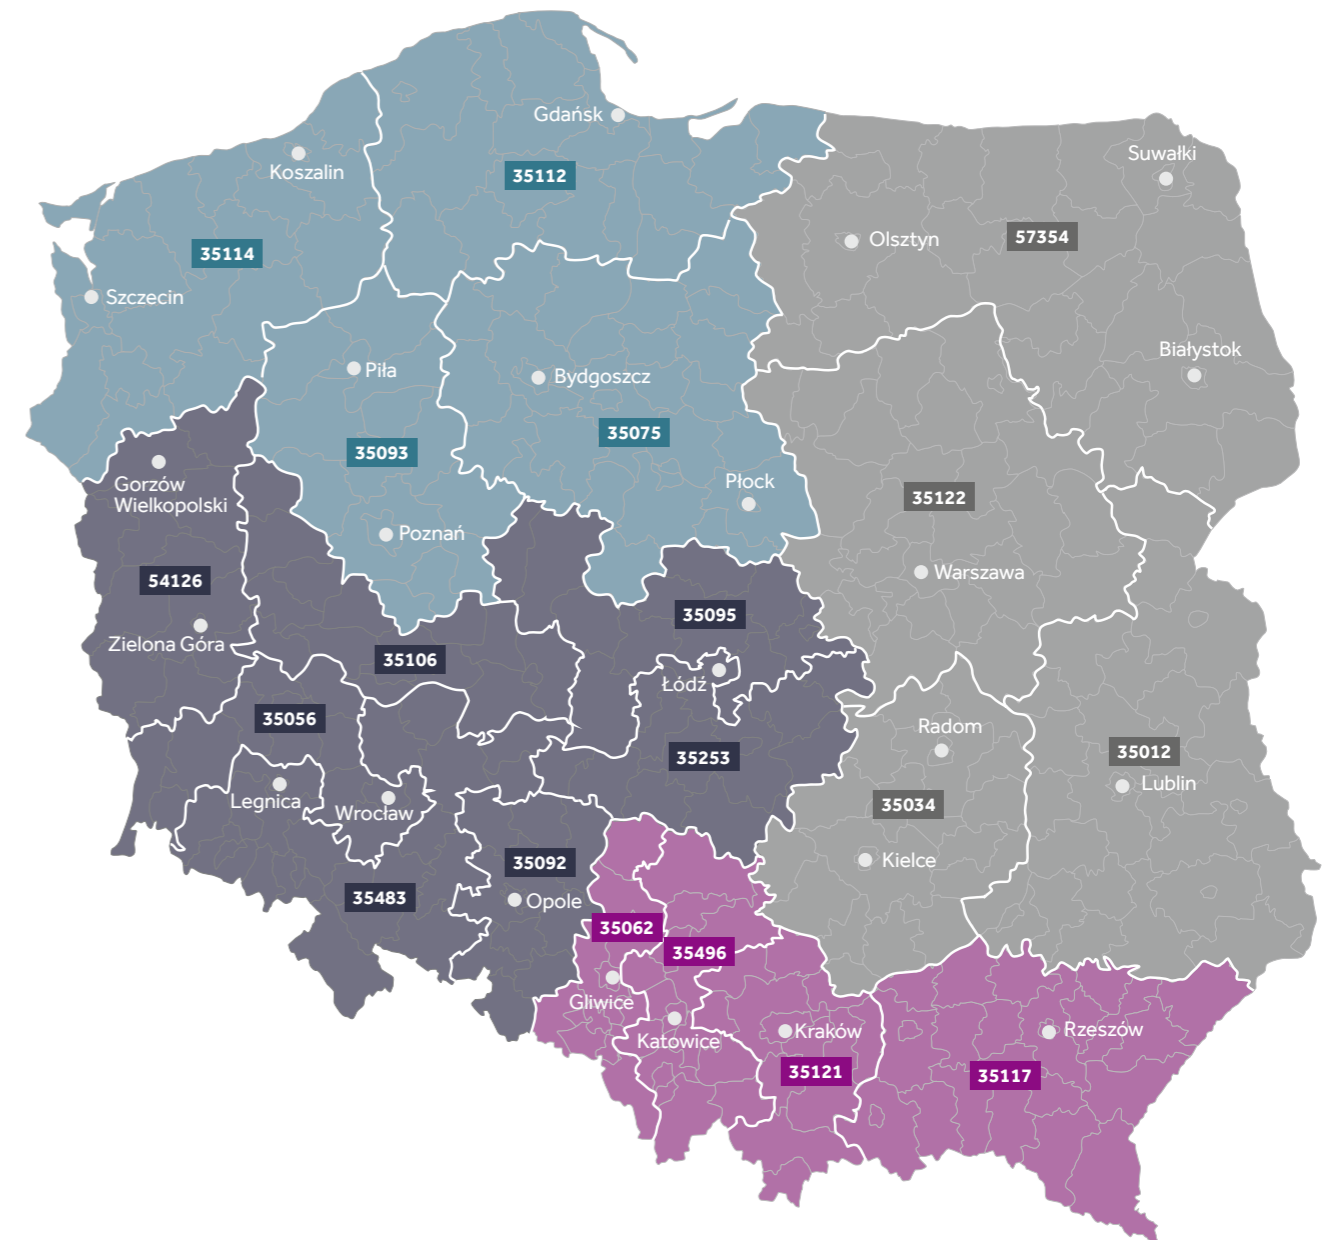 Gdańsk
Suwałki
Koszalin
35112
Olsztyn
57354
35114
Szczecin
Białystok
Piła
Bydgoszcz
35075
35093
Gorzów
Wielkopolski
Płock
35122
Poznań
Warszawa
54126
35095
Zielona Góra
35106
Łódź
35056
Radom
35253
35012
Lublin
Legnica
Wrocław
35034
35092
Kielce
35483
Opole
35062
35496
Gliwice
Katowice
Kraków
Rzeszów
35121
35117